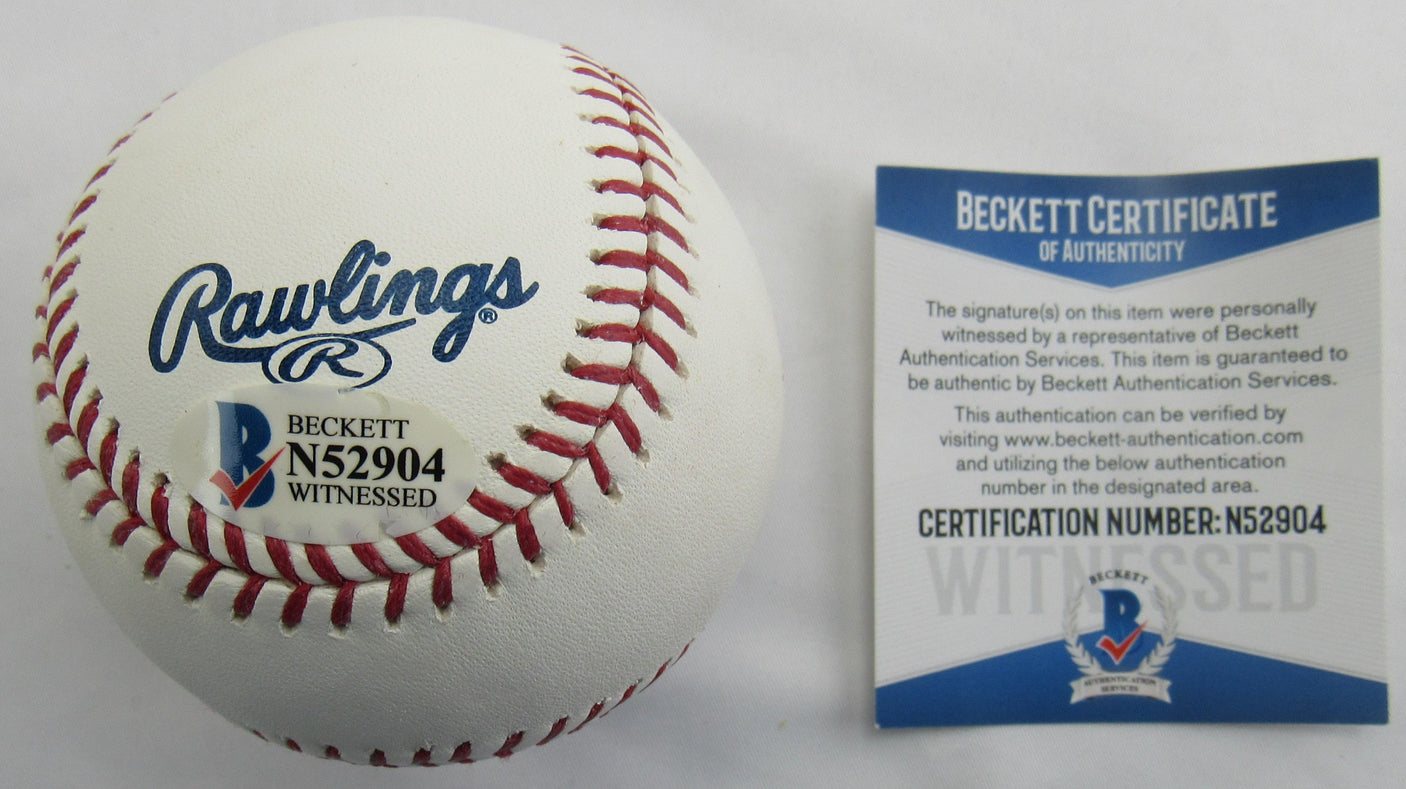 Rawlings®
R
B
BECKETT
N52904
WITNESSED
BECKETT CERTIFICATE
OF AUTHENTICITY
The signature(s) on this item were personally
witnessed by a representative of Beckett
Authentication Services. This item is guaranteed to
be authentic by Beckett Authentication Services.
This authentication can be verified by
visiting www.beckett-authentication.com
and utilizing the below authentication
number in the designated area.
CERTIFICATION NUMBER: N52904
WITNESSED
BECKETT
B
AUTHENTICATION
SERVICES